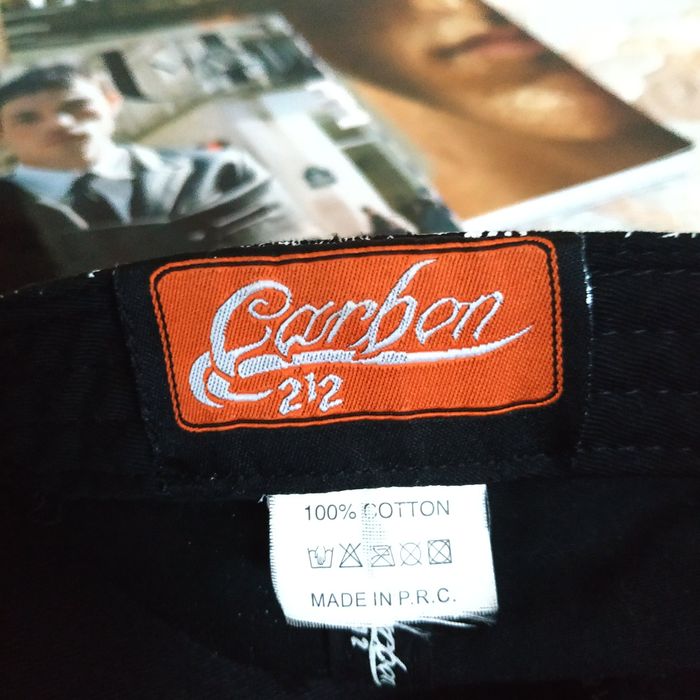 Carbon
212
100% COTTON
MADE IN P.R.C.